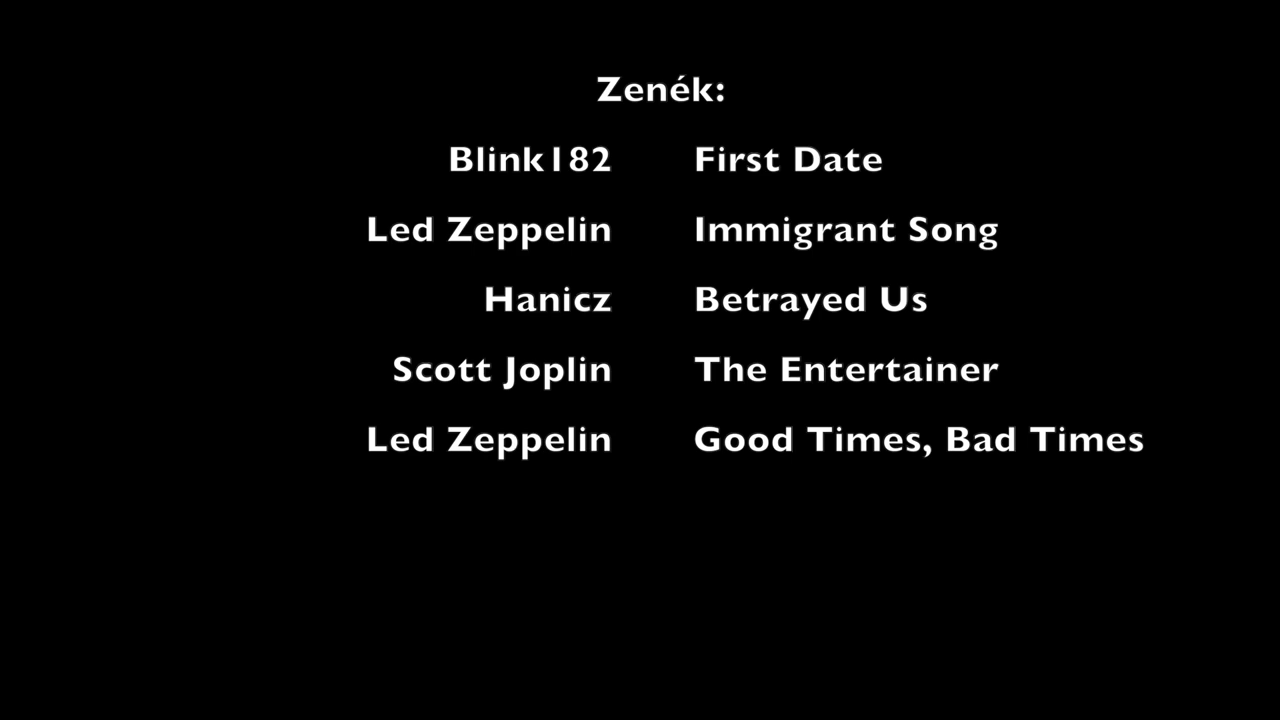 Zenék:
Blink182 First Date
Led Zeppelin Immigrant Song
Hanicz Betrayed Us
Scott Joplin The Entertainer
Led Zeppelin Good Times, Bad Times